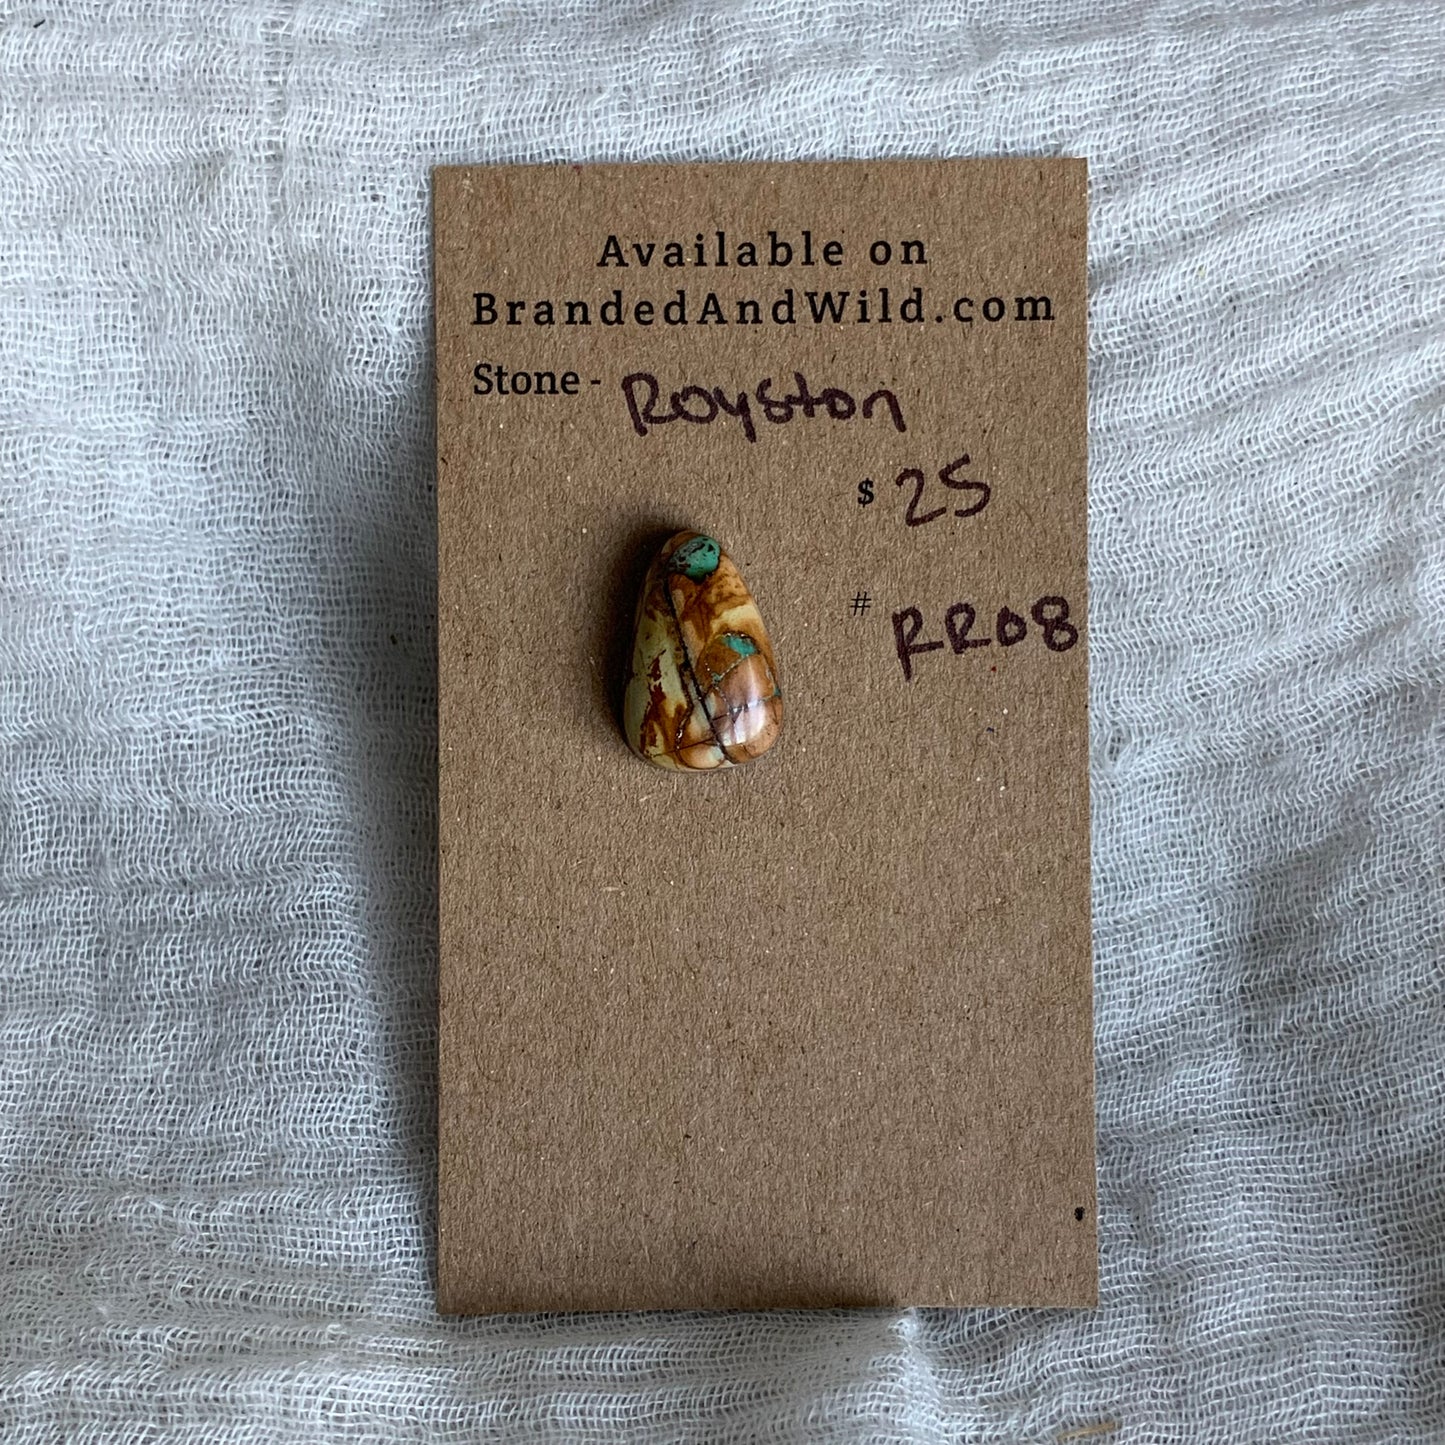 Available on
BrandedAndWild.com
Stone - Royston
$ 25
# RR08